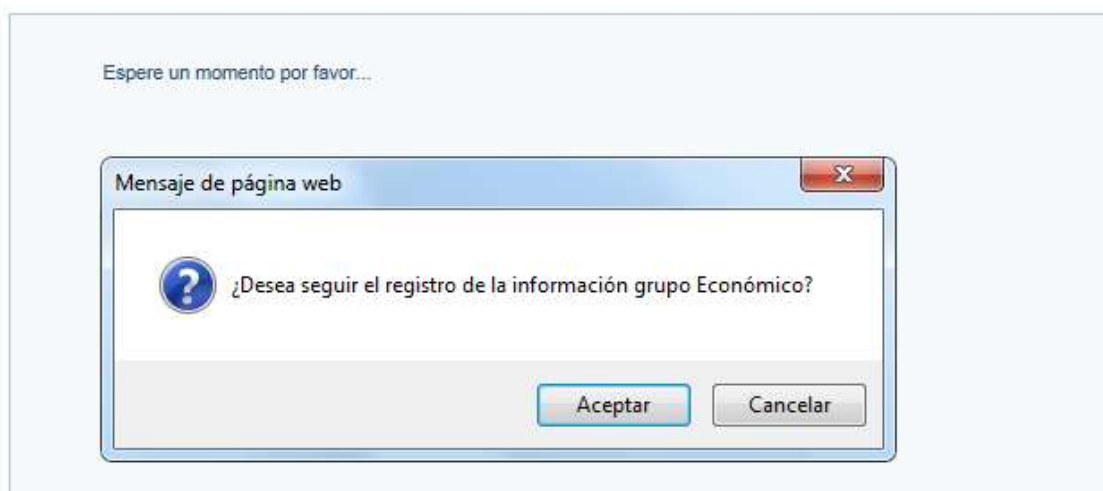 Espere un momento por favor...
Mensaje de página web
¿Desea seguir el registro de la información grupo Económico?
Aceptar
Cancelar